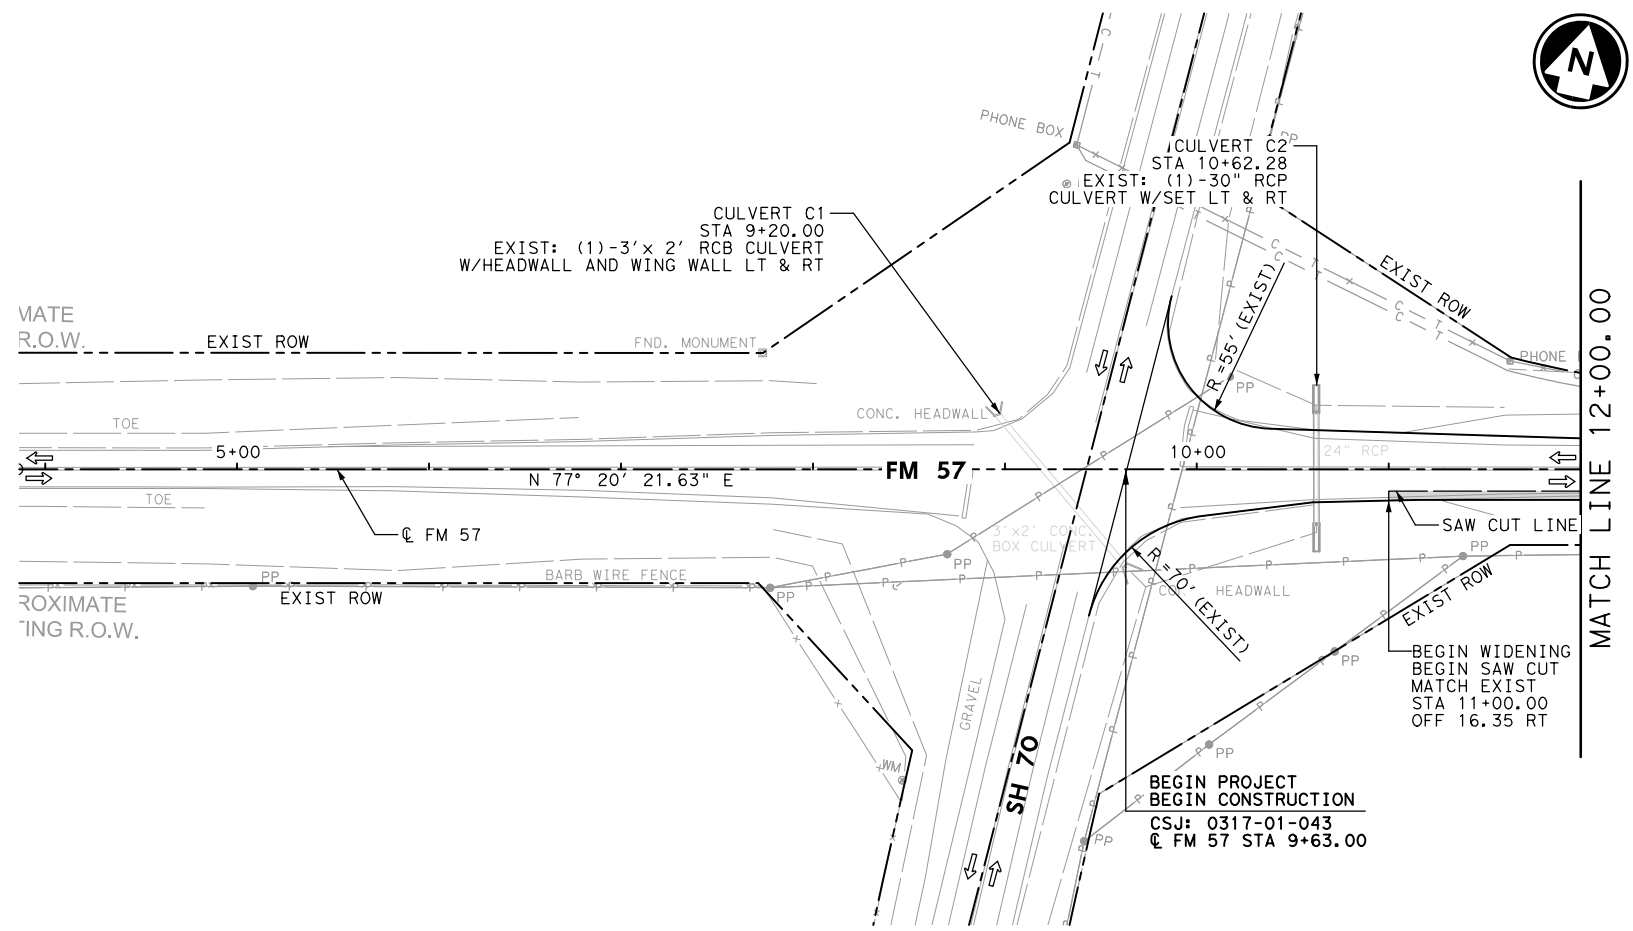 N
PHONE BOX
PP
CULVERT C2
STA 10+62.28
EXIST: (1)-30" RCP
CULVERT W/SET LT & RT
CULVERT C1
STA 9+20.00
EXIST: (1)-3'x 2' RCB CULVERT
W/HEADWALL AND WING WALL LT & RT
EXIST ROW
R=55' (EXIST)
MATE
R.O.W.
EXIST ROW
FND. MONUMENT
PHONE
PP
TOE
CONC. HEADWALL
5+00
10+00
24" RCP
FM 57
N 77° 20' 21.63" E
TOE
℄ FM 57
SAW CUT LINE
3'x2' CONC.
BOX CULVERT
MATCH LINE 12+00.00
PP
PP
PP
BARB WIRE FENCE
EXIST ROW
PP
HEADWALL
R=70' (EXIST)
EXIST ROW
ROXIMATE
TING R.O.W.
PP
BEGIN WIDENING
BEGIN SAW CUT
MATCH EXIST
STA 11+00.00
OFF 16.35 RT
GRAVEL
WM
PP
SH 70
BEGIN PROJECT
BEGIN CONSTRUCTION
CSJ: 0317-01-043
℄ FM 57 STA 9+63.00
PP